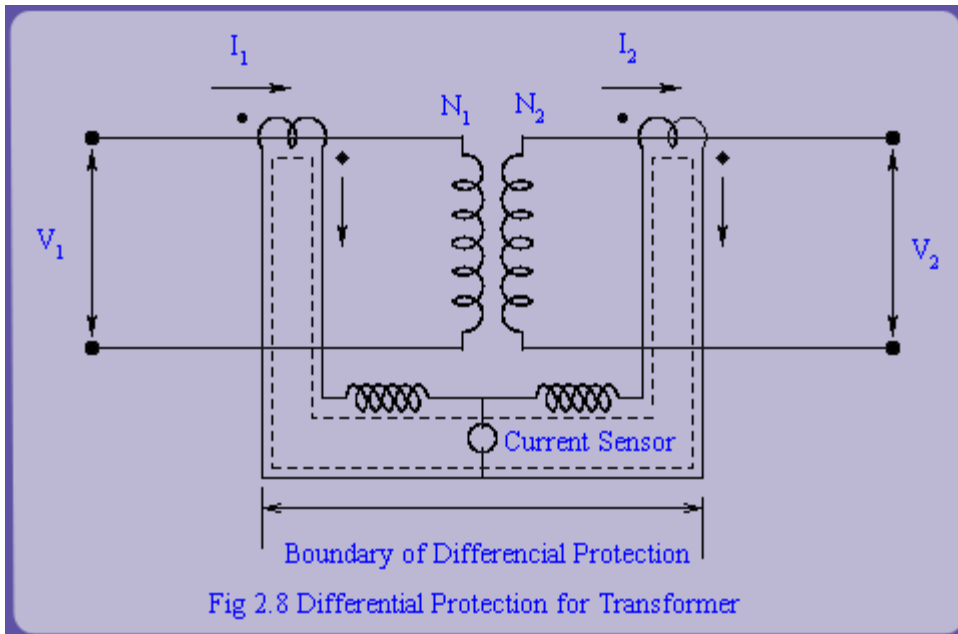 I1
I2
N1
N2
V1
V2
Current Sensor
Boundary of Differencial Protection
Fig 2.8 Differential Protection for Transformer